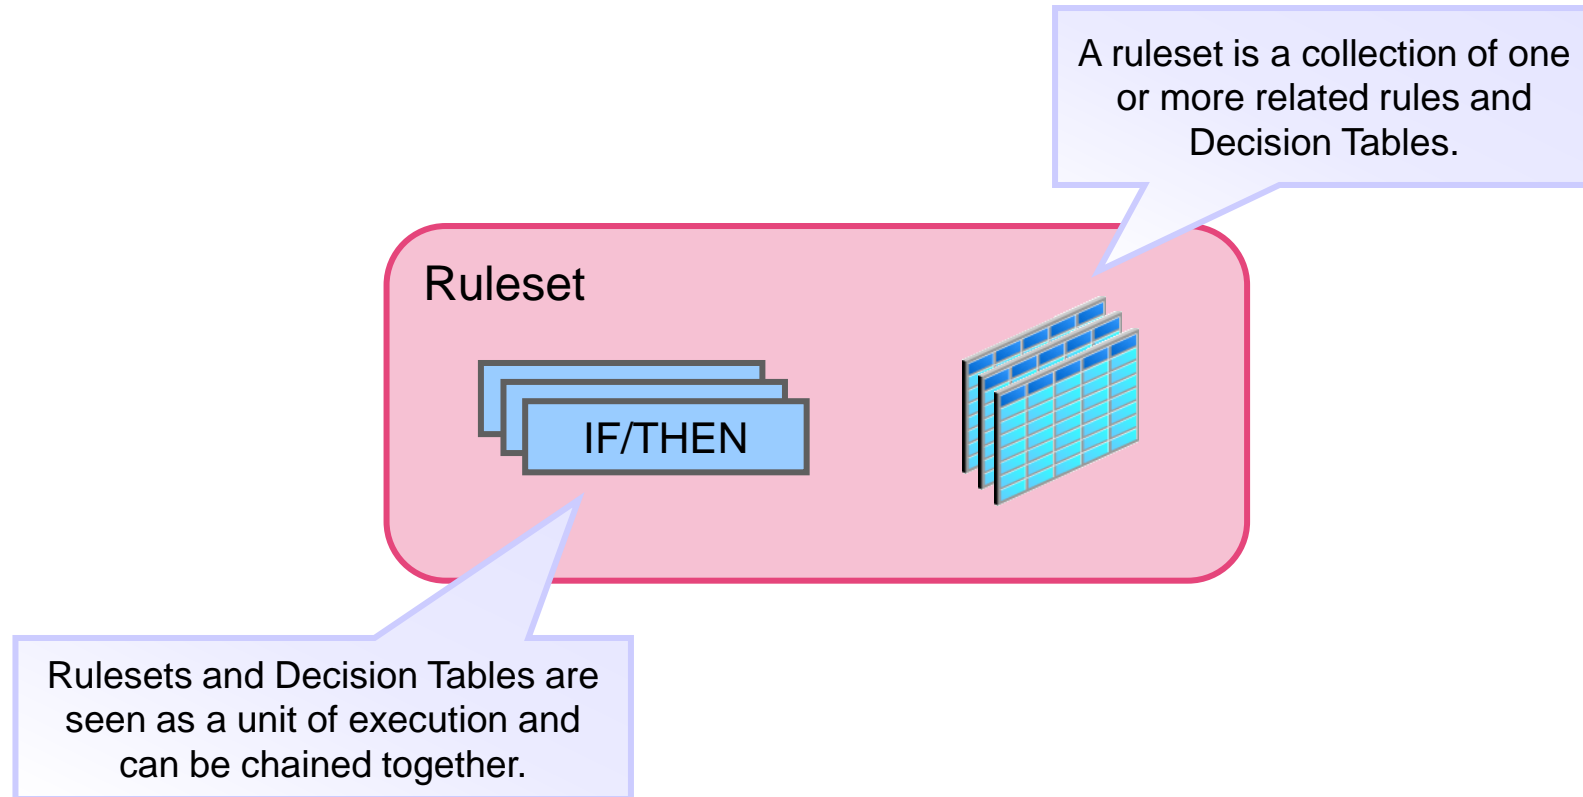 A ruleset is a collection of one
or more related rules and
Decision Tables.
Ruleset
IF/THEN
Rulesets and Decision Tables are
seen as a unit of execution and
can be chained together.